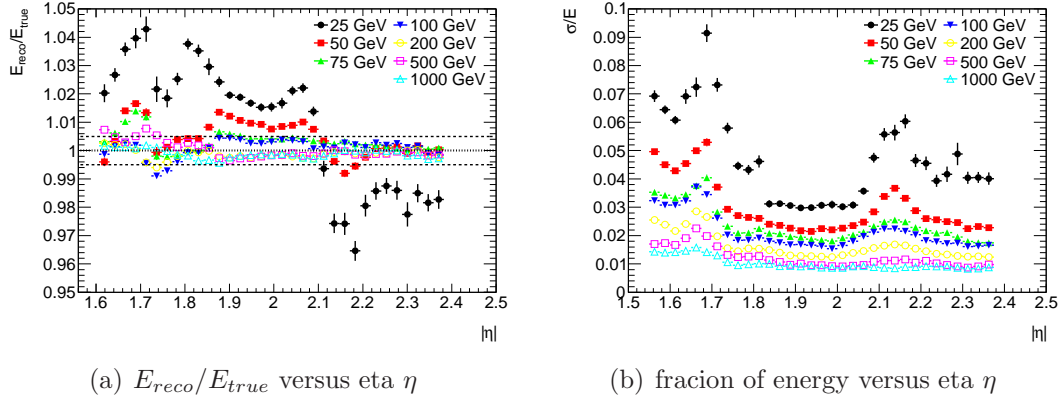 E_reco/E_true
1.05
1.04
1.03
1.02
1.01
1
0.99
0.98
0.97
0.96
0.95
25 GeV
50 GeV
75 GeV
100 GeV
200 GeV
500 GeV
1000 GeV
1.6 1.7 1.8 1.9 2 2.1 2.2 2.3 2.4 2.5
|η|
(a) E_reco/E_true versus eta η
σ/E
0.1
0.09
0.08
0.07
0.06
0.05
0.04
0.03
0.02
0.01
0
25 GeV
50 GeV
75 GeV
100 GeV
200 GeV
500 GeV
1000 GeV
1.5 1.6 1.7 1.8 1.9 2 2.1 2.2 2.3 2.4 2.5
|η|
(b) fracion of energy versus eta η